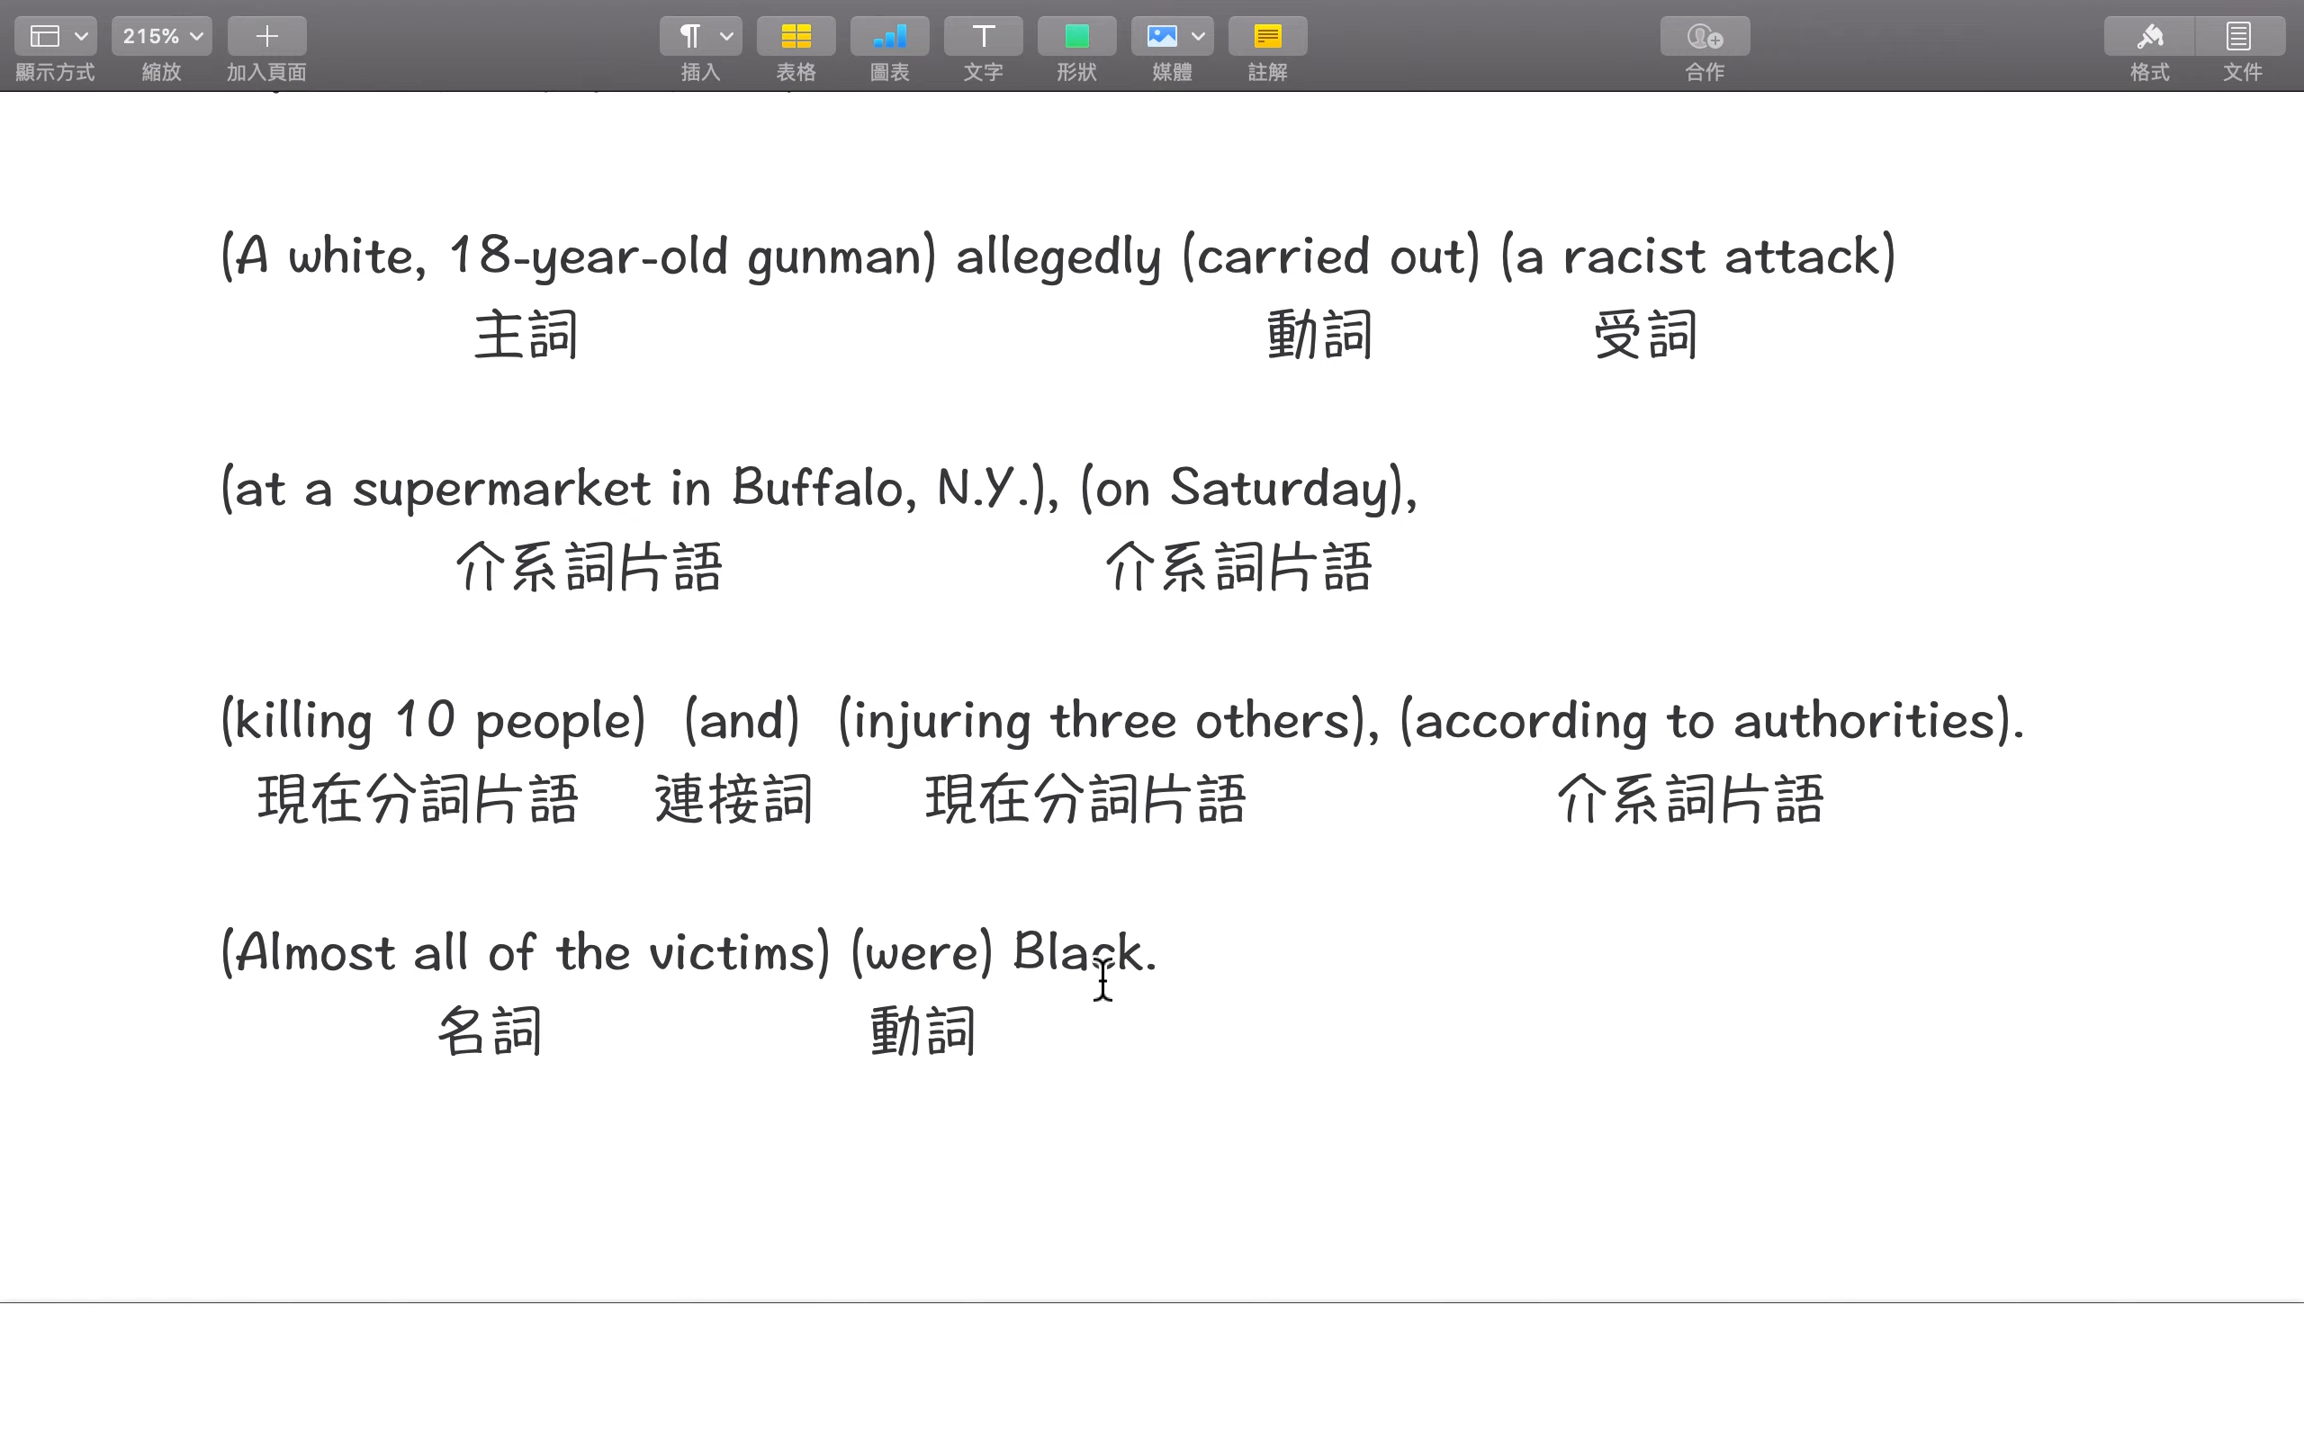 215%
顯示方式 縮放 加入頁面 插入 表格 圖表 文字 形狀 媒體 註解 合作 格式 文件
(A white, 18-year-old gunman) allegedly (carried out) (a racist attack)
主詞 動詞 受詞
(at a supermarket in Buffalo, N.Y.), (on Saturday),
介系詞片語 介系詞片語
(killing 10 people) (and) (injuring three others), (according to authorities).
現在分詞片語 連接詞 現在分詞片語 介系詞片語
(Almost all of the victims) (were) Black.
名詞 動詞